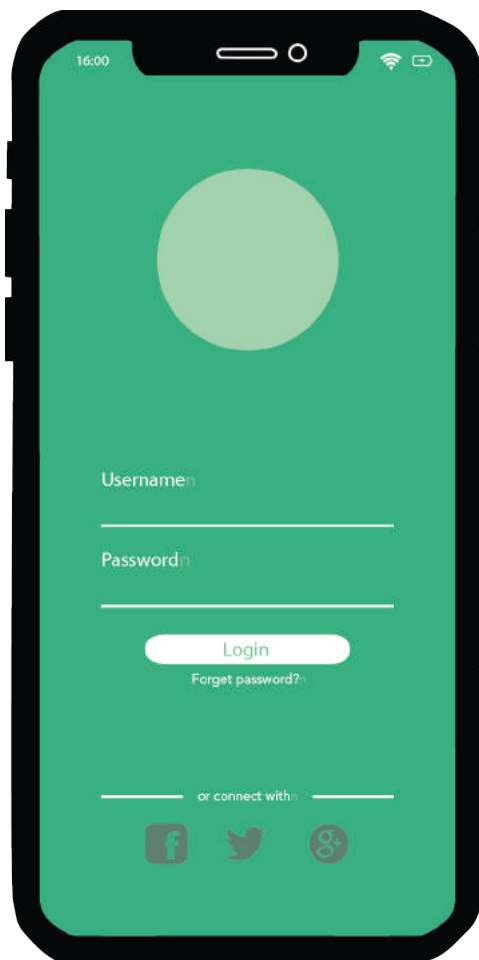 16:00
Username
Password
Login
Forget password?
or connect with
f
g+